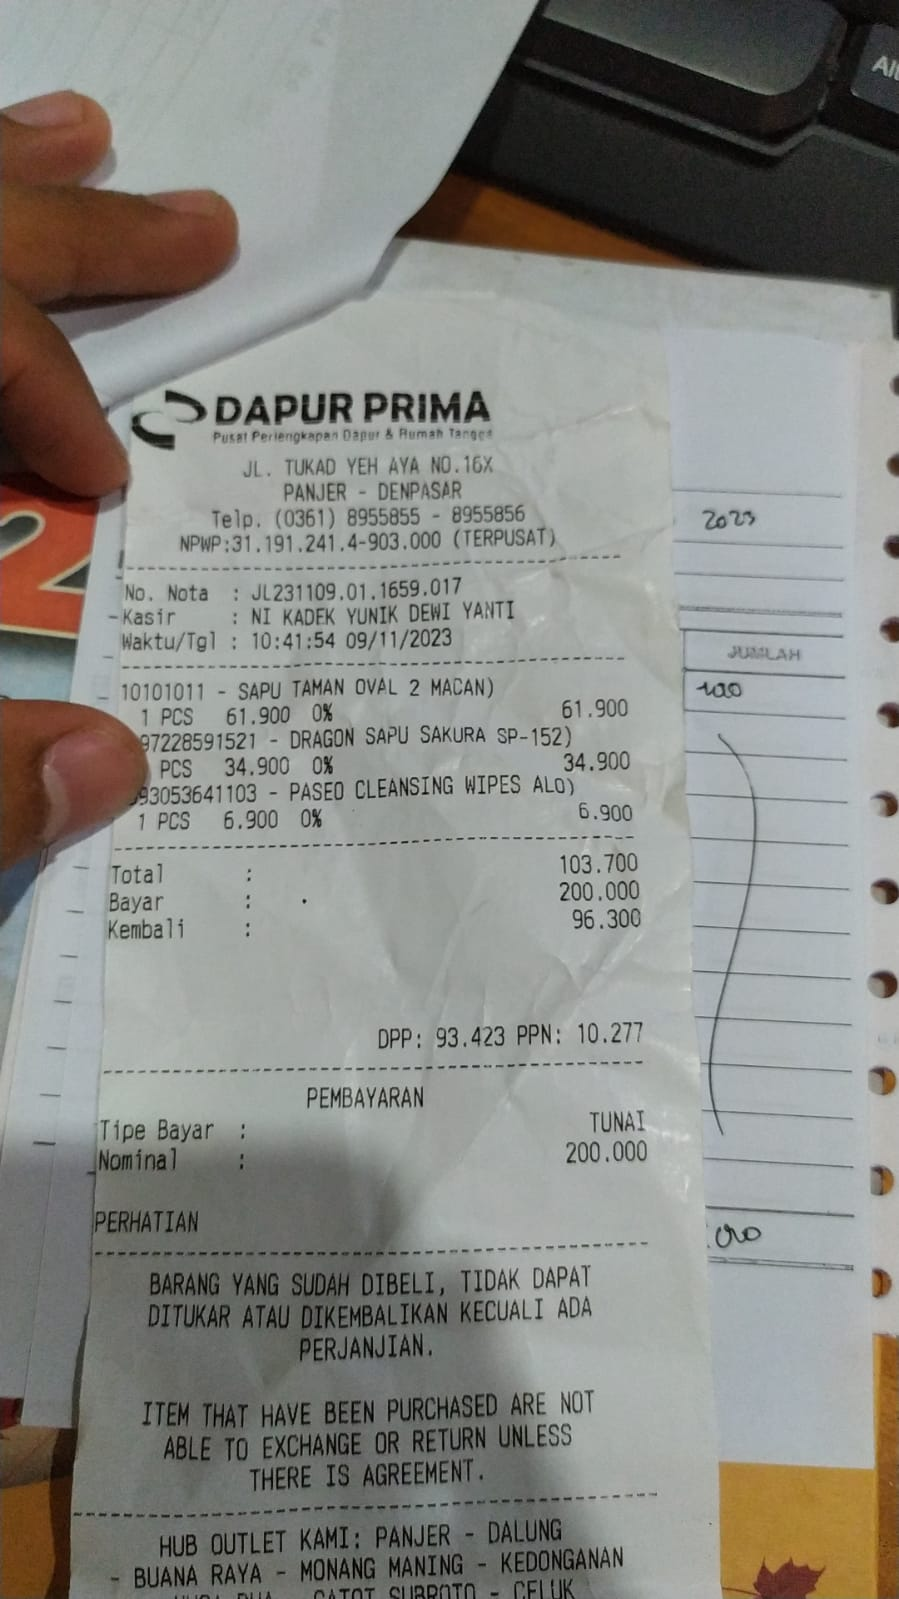 Alt
DAPUR PRIMA
Pusat Perlengkapan Dapur & Rumah Tangga
JL. TUKAD YEH AYA NO.16X
PANJER - DENPASAR
Telp. (0361) 8955855 - 8955856
NPWP:31.191.241.4-903.000 (TERPUSAT)
No. Nota : JL231109.01.1659.017
Kasir : NI KADEK YUNIK DEWI YANTI
Waktu/Tgl : 10:41:54 09/11/2023
10101011 - SAPU TAMAN OVAL 2 MACAN)
1 PCS 61.900 0% 61.900
97228591521 - DRAGON SAPU SAKURA SP-152)
PCS 34.900 0% 34.900
93053641103 - PASEO CLEANSING WIPES ALO)
1 PCS 6.900 0% 6.900
Total : 103.700
Bayar : 200.000
Kembali : 96.300
DPP: 93.423 PPN: 10.277
PEMBAYARAN
Tipe Bayar : TUNAI
Nominal : 200.000
PERHATIAN
BARANG YANG SUDAH DIBELI, TIDAK DAPAT
DITUKAR ATAU DIKEMBALIKAN KECUALI ADA
PERJANJIAN.
ITEM THAT HAVE BEEN PURCHASED ARE NOT
ABLE TO EXCHANGE OR RETURN UNLESS
THERE IS AGREEMENT.
HUB OUTLET KAMI: PANJER - DALUNG
- BUANA RAYA - MONANG MANING - KEDONGANAN
- GATOT SUBROTO - CELUK
2
2023
JUMLAH